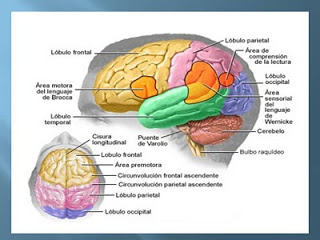 Lóbulo parietal
Lóbulo frontal
Área de
comprensión
de la lectura
Lóbulo
occipital
Área motora
del lenguaje
de Brocca
Área
sensorial
del lenguaje
de
Wernicke
Lóbulo
temporal
Cerebelo
Cisura
longitudinal
Puente
de Varolio
Bulbo raquídeo
Lobulo frontal
Área premotora
Circunvolución frontal ascendente
Circunvolución parietal ascendente
Lóbulo parietal
Lóbulo occipital